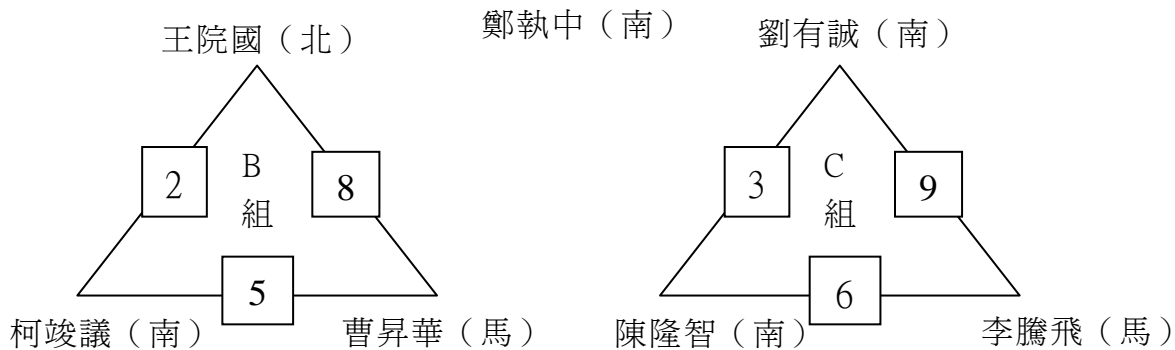 鄭執中（南）
王院國（北）
劉有誠（南）
2
B
組
8
3
C
組
9
5
6
柯竣議（南）
曹昇華（馬）
陳隆智（南）
李騰飛（馬）